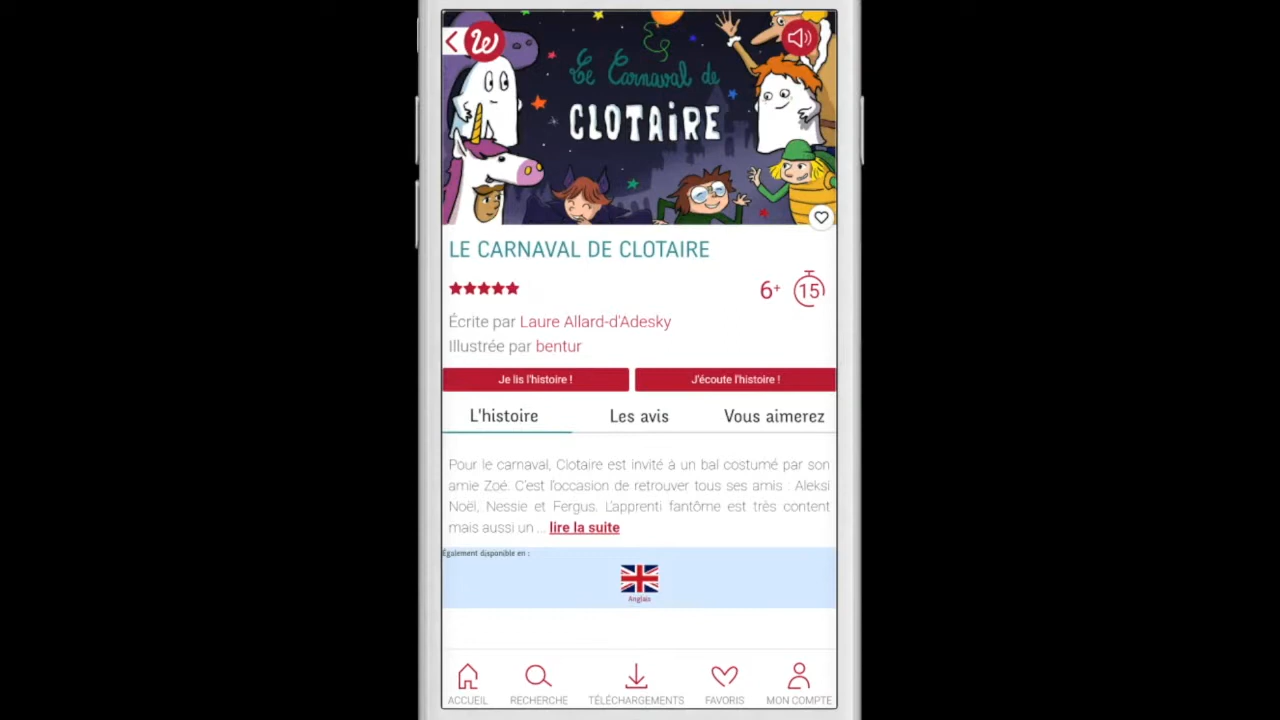 Le Carnaval de
CLOTAIRE
LE CARNAVAL DE CLOTAIRE
6+ 15
Écrite par Laure Allard-d'Adesky
Illustrée par bentur
Je lis l'histoire ! J'écoute l'histoire !
L'histoire Les avis Vous aimerez
Pour le carnaval, Clotaire est invité à un bal costumé par son
amie Zoé. C'est l'occasion de retrouver tous ses amis : Aleksi
Noël, Nessie et Fergus. L'apprenti fantôme est très content
mais aussi un ... lire la suite
Également disponible en :
Anglais
ACCUEIL RECHERCHE TÉLÉCHARGEMENTS FAVORIS MON COMPTE